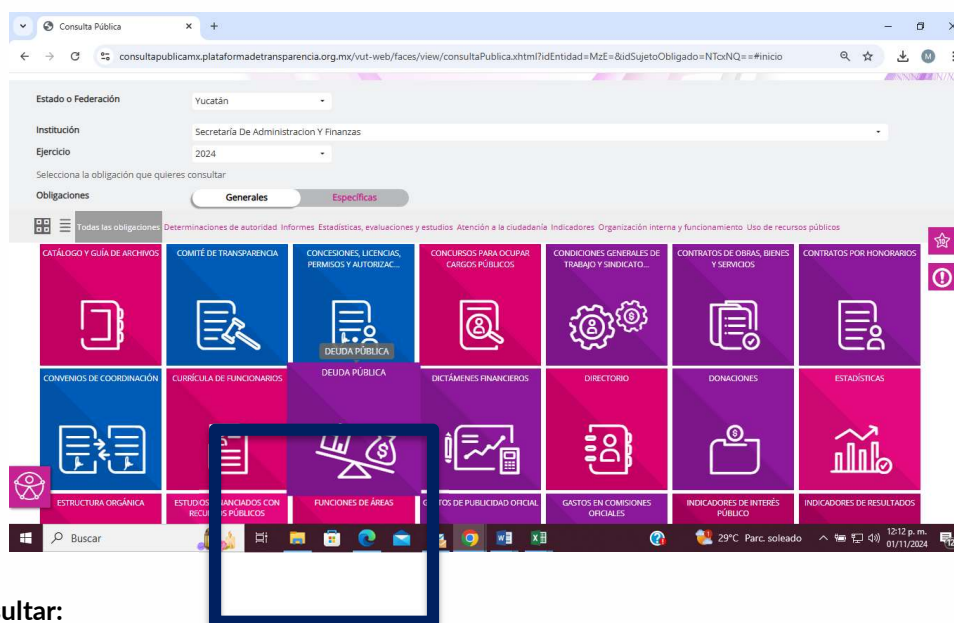 Consulta Pública
consultapublicamx.plataformadetransparencia.org.mx/vut-web/faces/view/consultaPublica.xhtml?idEntidad=MzE=&idSujetoObligado=NTcxNQ==#inicio
M
Estado o Federación
Yucatán
Institución
Secretaría De Administracion Y Finanzas
Ejercicio
2024
Selecciona la obligación que quieres consultar
Obligaciones
Generales
Específicas
Todas las obligaciones Determinaciones de autoridad Informes Estadísticas, evaluaciones y estudios Atención a la ciudadanía Indicadores Organización interna y funcionamiento Uso de recursos públicos
CATÁLOGO Y GUÍA DE ARCHIVOS
COMITÉ DE TRANSPARENCIA
CONCESIONES, LICENCIAS,
PERMISOS Y AUTORIZAC...
CONCURSOS PARA OCUPAR
CARGOS PÚBLICOS
CONDICIONES GENERALES DE
TRABAJO Y SINDICATO...
CONTRATOS DE OBRAS, BIENES
Y SERVICIOS
CONTRATOS POR HONORARIOS
DEUDA PÚBLICA
CONVENIOS DE COORDINACIÓN
CURRÍCULA DE FUNCIONARIOS
DEUDA PÚBLICA
DICTÁMENES FINANCIEROS
DIRECTORIO
DONACIONES
ESTADÍSTICAS
ESTRUCTURA ORGÁNICA
FUNCIONES DE ÁREAS
GASTOS EN COMISIONES
OFICIALES
INDICADORES DE INTERÉS
PÚBLICO
INDICADORES DE RESULTADOS
Buscar
29°C Parc. soleado
12:12 p. m.
01/11/2024
ultar: